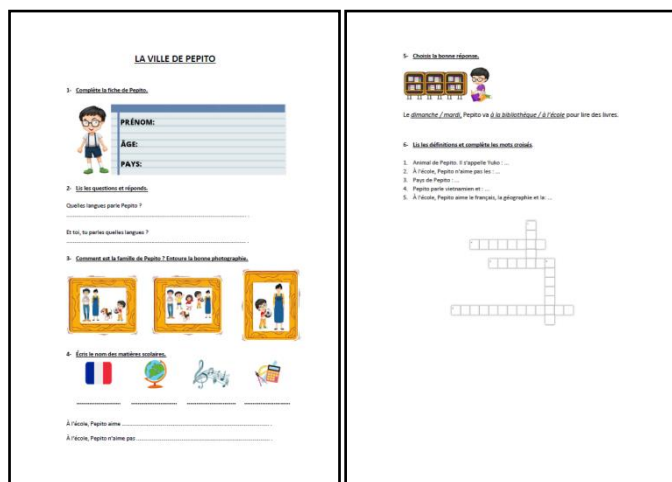 LA VILLE DE PEPITO
1- Complète la fiche de Pepito.
PRÉNOM:
ÂGE:
PAYS:
2- Lis les questions et réponds.
Quelles langues parle Pepito ?
Et toi, tu parles quelles langues ?
3- Comment est la famille de Pepito ? Entoure la bonne photographie.
4- Écris le nom des matières scolaires.
À l'école, Pepito aime
À l'école, Pepito n'aime pas
5- Choisis la bonne réponse.
Le dimanche / mardi, Pepito va à la bibliothèque / à l'école pour lire des livres.
6- Lis les définitions et complète les mots croisés.
1. Animal de Pepito. Il s'appelle Yuko : ...
2. À l'école, Pepito n'aime pas les : ...
3. Pays de Pepito : ...
4. Pepito parle vietnamien et : ...
5. À l'école, Pepito aime le français, la géographie et la: ...